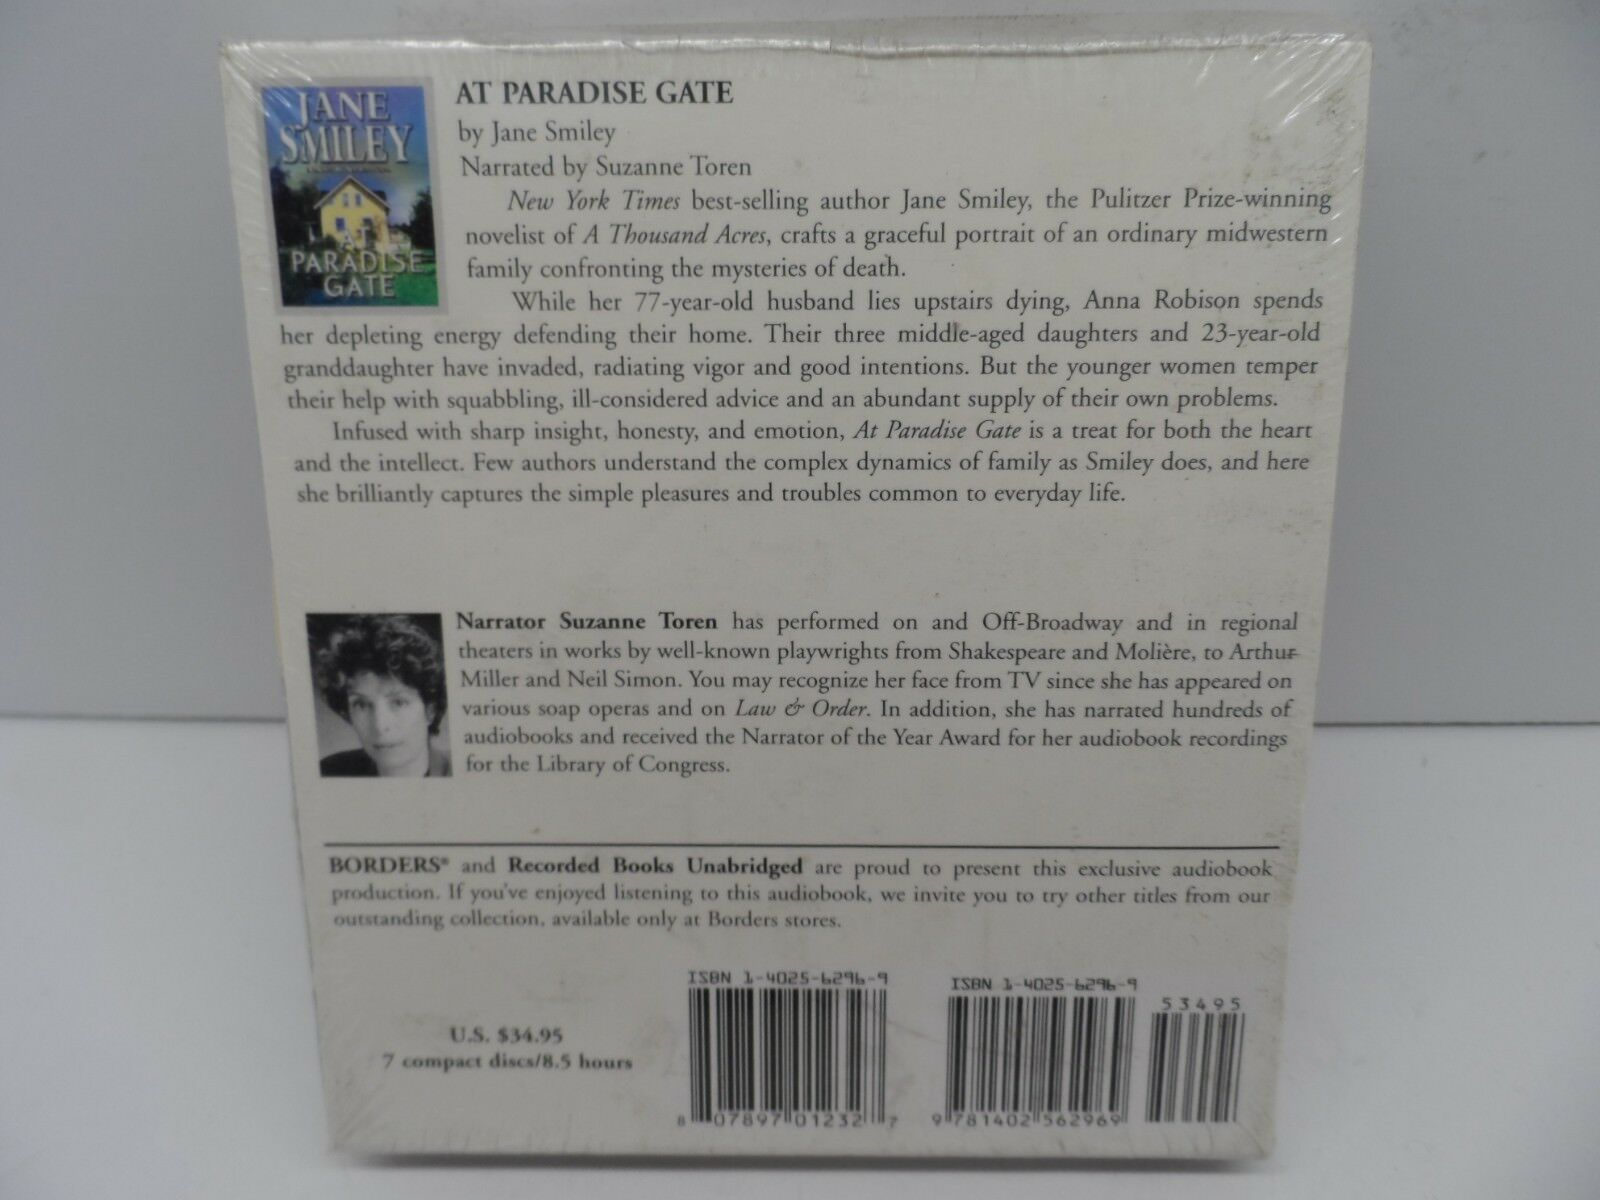 JANE
SMILEY
AT
PARADISE
GATE
AT PARADISE GATE
by Jane Smiley
Narrated by Suzanne Toren
New York Times best-selling author Jane Smiley, the Pulitzer Prize-winning
novelist of A Thousand Acres, crafts a graceful portrait of an ordinary midwestern
family confronting the mysteries of death.
While her 77-year-old husband lies upstairs dying, Anna Robison spends
her depleting energy defending their home. Their three middle-aged daughters and 23-year-old
granddaughter have invaded, radiating vigor and good intentions. But the younger women temper
their help with squabbling, ill-considered advice and an abundant supply of their own problems.
Infused with sharp insight, honesty, and emotion, At Paradise Gate is a treat for both the heart
and the intellect. Few authors understand the complex dynamics of family as Smiley does, and here
she brilliantly captures the simple pleasures and troubles common to everyday life.
Narrator Suzanne Toren has performed on and Off-Broadway and in regional
theaters in works by well-known playwrights from Shakespeare and Molière, to Arthur
Miller and Neil Simon. You may recognize her face from TV since she has appeared on
various soap operas and on Law & Order. In addition, she has narrated hundreds of
audiobooks and received the Narrator of the Year Award for her audiobook recordings
for the Library of Congress.
BORDERS® and Recorded Books Unabridged are proud to present this exclusive audiobook
production. If you've enjoyed listening to this audiobook, we invite you to try other titles from our
outstanding collection, available only at Borders stores.
U.S. $34.95
7 compact discs/8.5 hours
ISBN 1-4025-6296-9
8 07897 01232 7
ISBN 1-4025-6296-9
53495
9 781402 562969